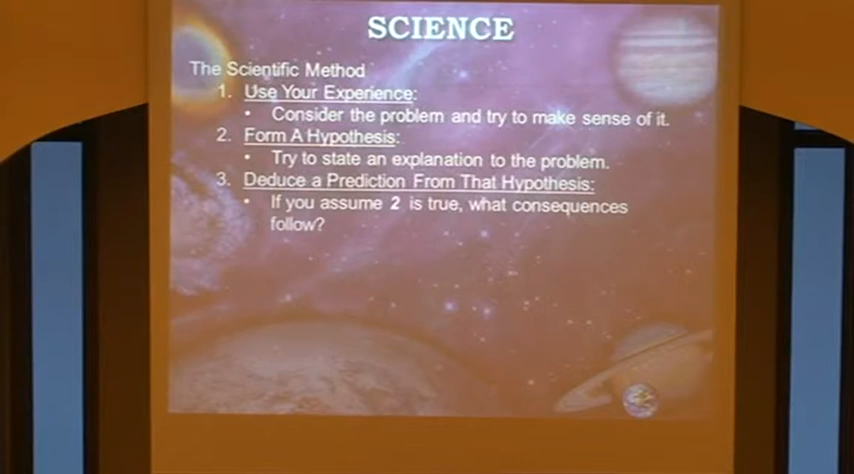 SCIENCE
The Scientific Method
1. Use Your Experience:
• Consider the problem and try to make sense of it.
2. Form A Hypothesis:
• Try to state an explanation to the problem.
3. Deduce a Prediction From That Hypothesis:
• If you assume 2 is true, what consequences
follow?